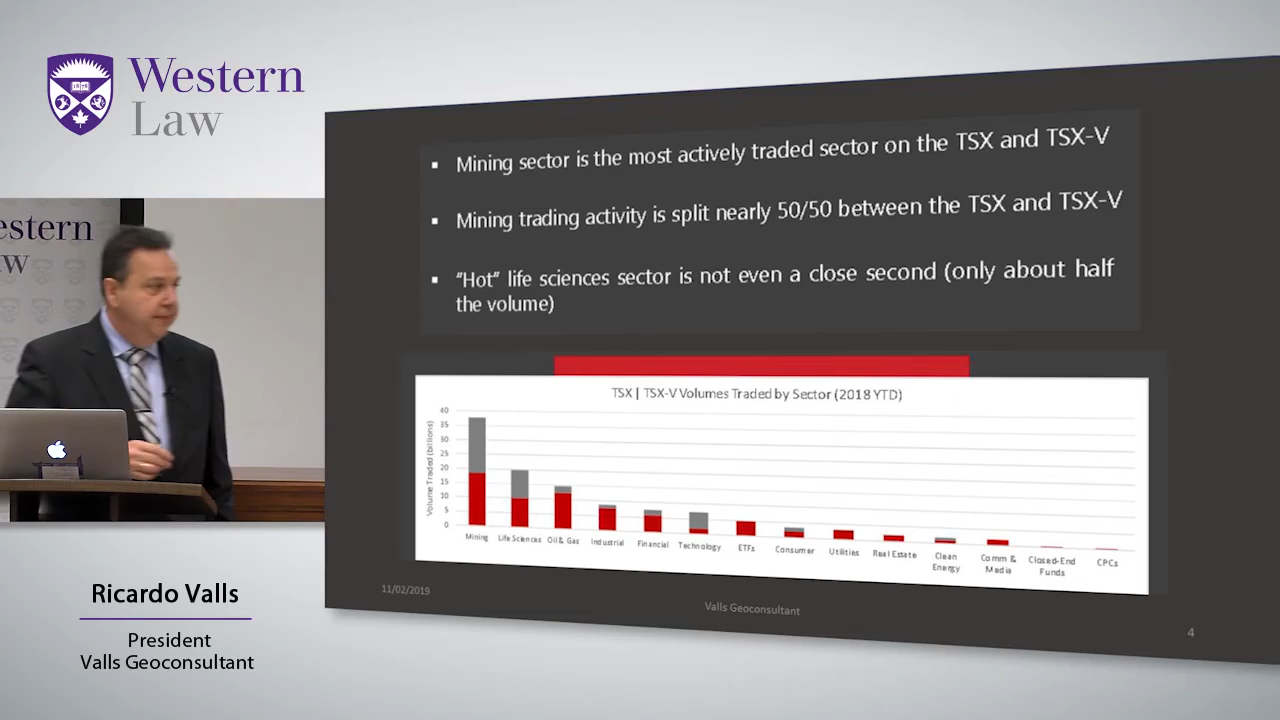 Western
Law
estern
w
Ricardo Valls
President
Valls Geoconsultant
▪ Mining sector is the most actively traded sector on the TSX and TSX-V
▪ Mining trading activity is split nearly 50/50 between the TSX and TSX-V
▪ “Hot” life sciences sector is not even a close second (only about half
the volume)
TSX | TSX-V Volumes Traded by Sector (2018 YTD)
Volume Traded (billions)
40
35
30
25
20
15
10
5
0
Mining Life Sciences Oil & Gas Industrial Financial Technology ETFs Consumer Utilities Real Estate Clean Comm & Closed-End CPCs
Energy Media Funds
11/02/2019
Valls Geoconsultant
4